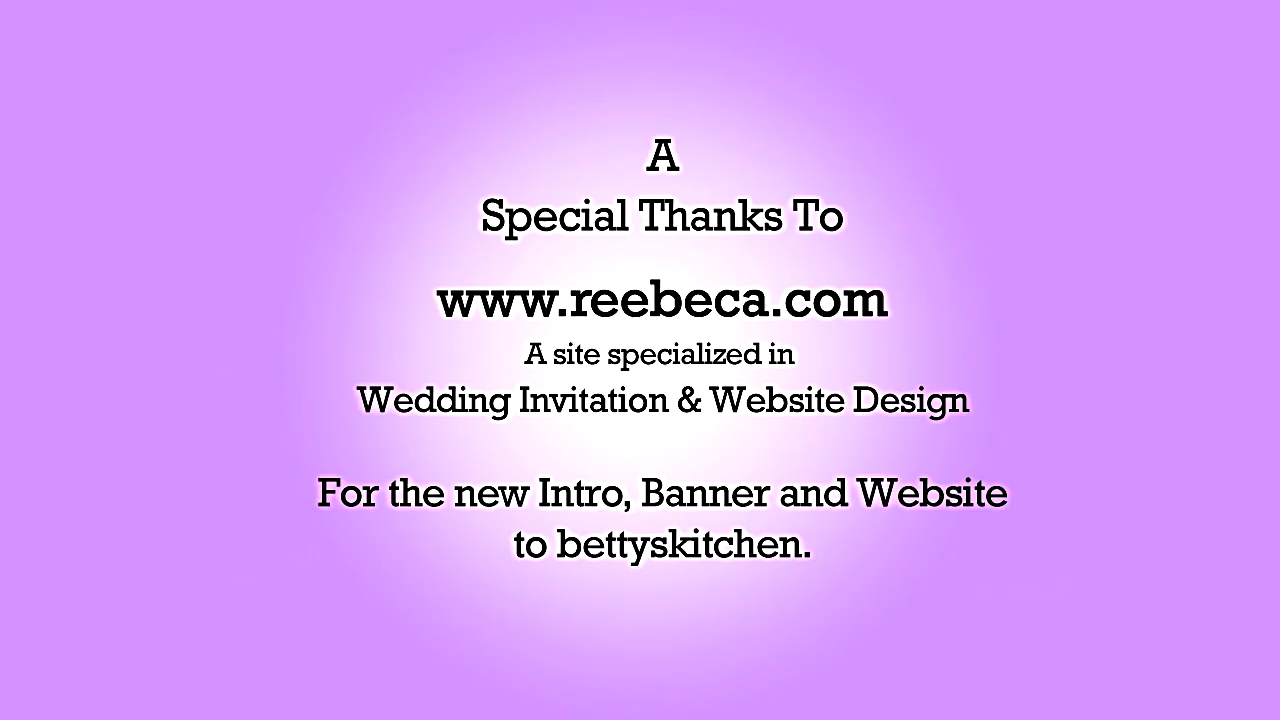 A
Special Thanks To
www.reebeca.com
A site specialized in
Wedding Invitation & Website Design
For the new Intro, Banner and Website
to bettyskitchen.